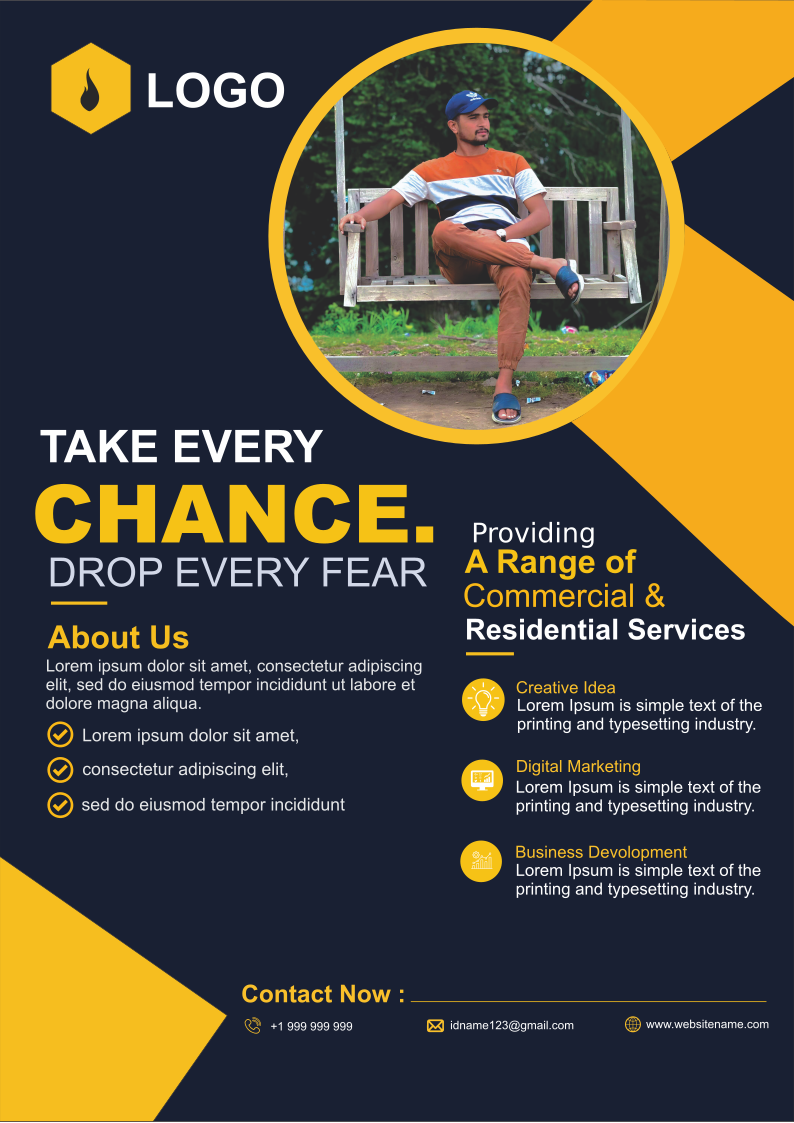 LOGO
TAKE EVERY
CHANCE.
DROP EVERY FEAR
About Us
Lorem ipsum dolor sit amet, consectetur adipiscing
elit, sed do eiusmod tempor incididunt ut labore et
dolore magna aliqua.
Lorem ipsum dolor sit amet,
consectetur adipiscing elit,
sed do eiusmod tempor incididunt
Providing
A Range of
Commercial &
Residential Services
Creative Idea
Lorem Ipsum is simple text of the
printing and typesetting industry.
Digital Marketing
Lorem Ipsum is simple text of the
printing and typesetting industry.
Business Devolopment
Lorem Ipsum is simple text of the
printing and typesetting industry.
Contact Now :
+1 999 999 999
idname123@gmail.com
www.websitename.com